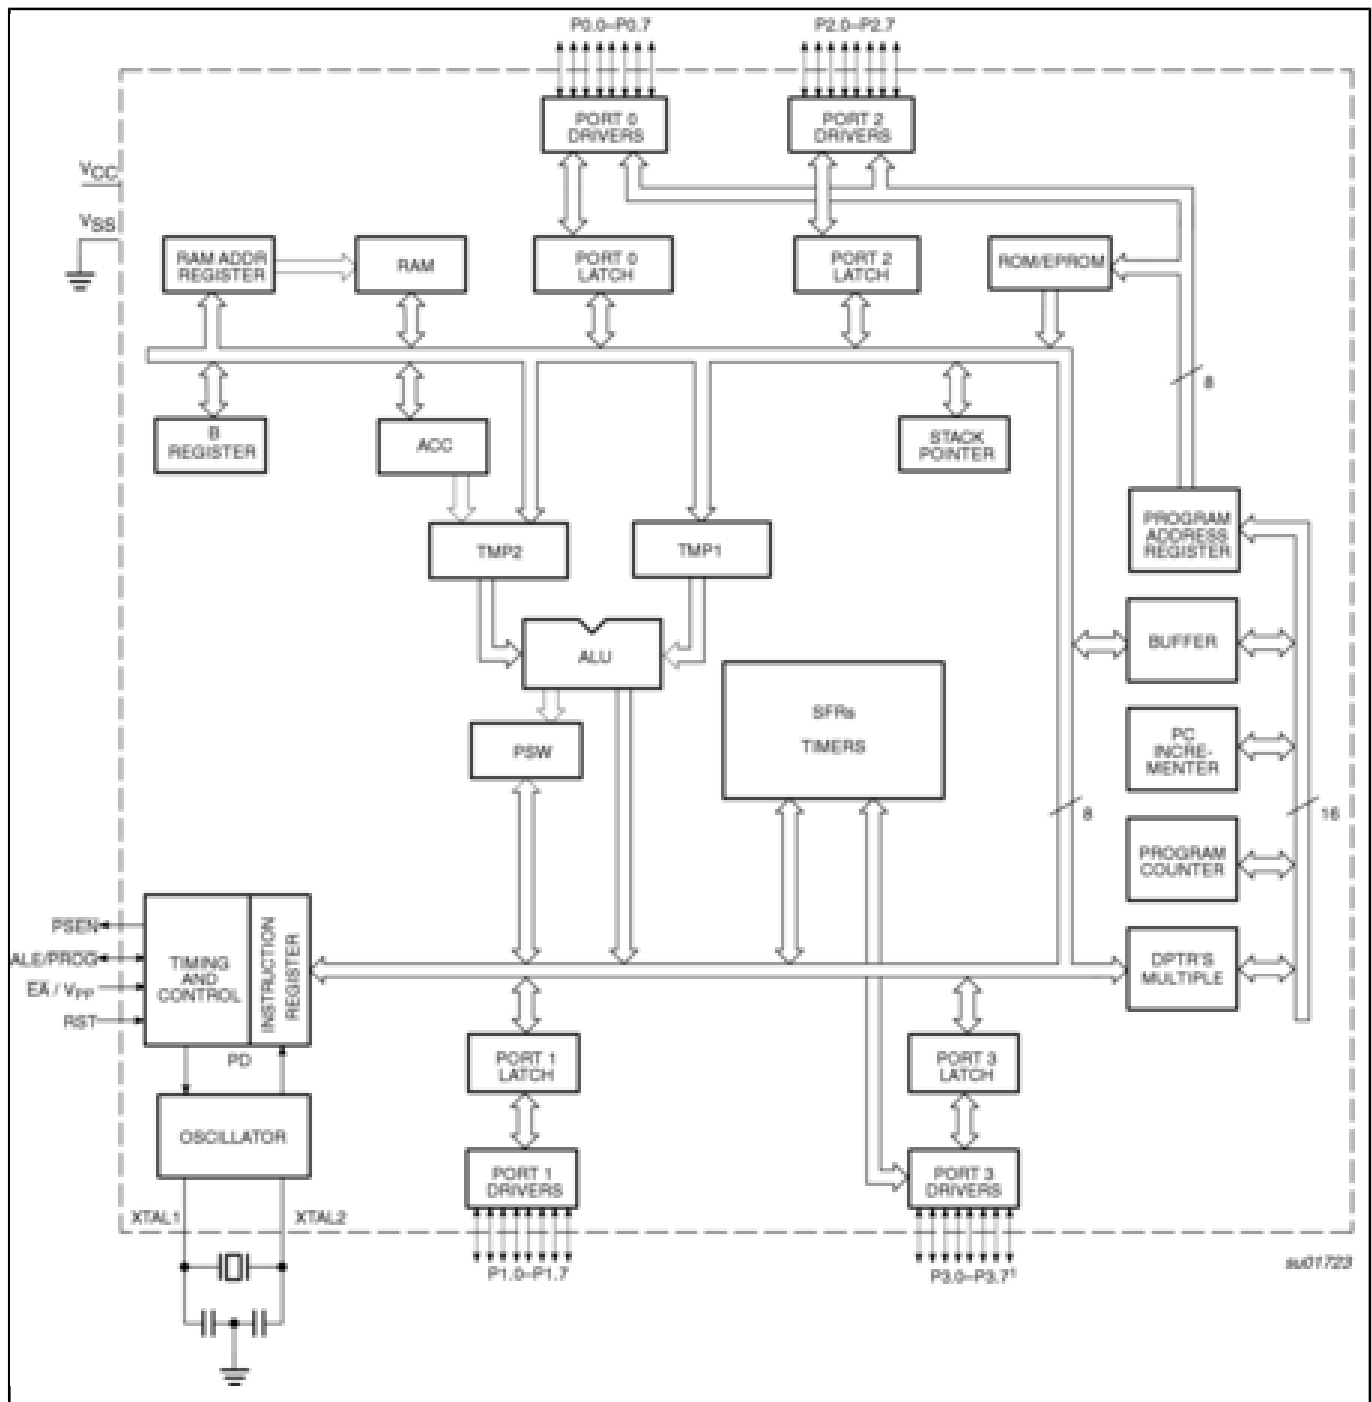 P0.0–P0.7
P2.0–P2.7
PORT 0
DRIVERS
PORT 2
DRIVERS
VCC
VSS
RAM ADDR
REGISTER
RAM
PORT 0
LATCH
PORT 2
LATCH
ROM/EPROM
8
B
REGISTER
ACC
STACK
POINTER
PROGRAM
ADDRESS
REGISTER
TMP2
TMP1
BUFFER
ALU
SFRs
TIMERS
PSW
PC
INCRE-
MENTER
8
16
PROGRAM
COUNTER
PSEN
ALE/PROG
EA / VPP
RST
TIMING
AND
CONTROL
INSTRUCTION
REGISTER
DPTR'S
MULTIPLE
PD
PORT 1
LATCH
PORT 3
LATCH
OSCILLATOR
PORT 1
DRIVERS
PORT 3
DRIVERS
XTAL1
XTAL2
P1.0–P1.7
P3.0–P3.7¹
su01723